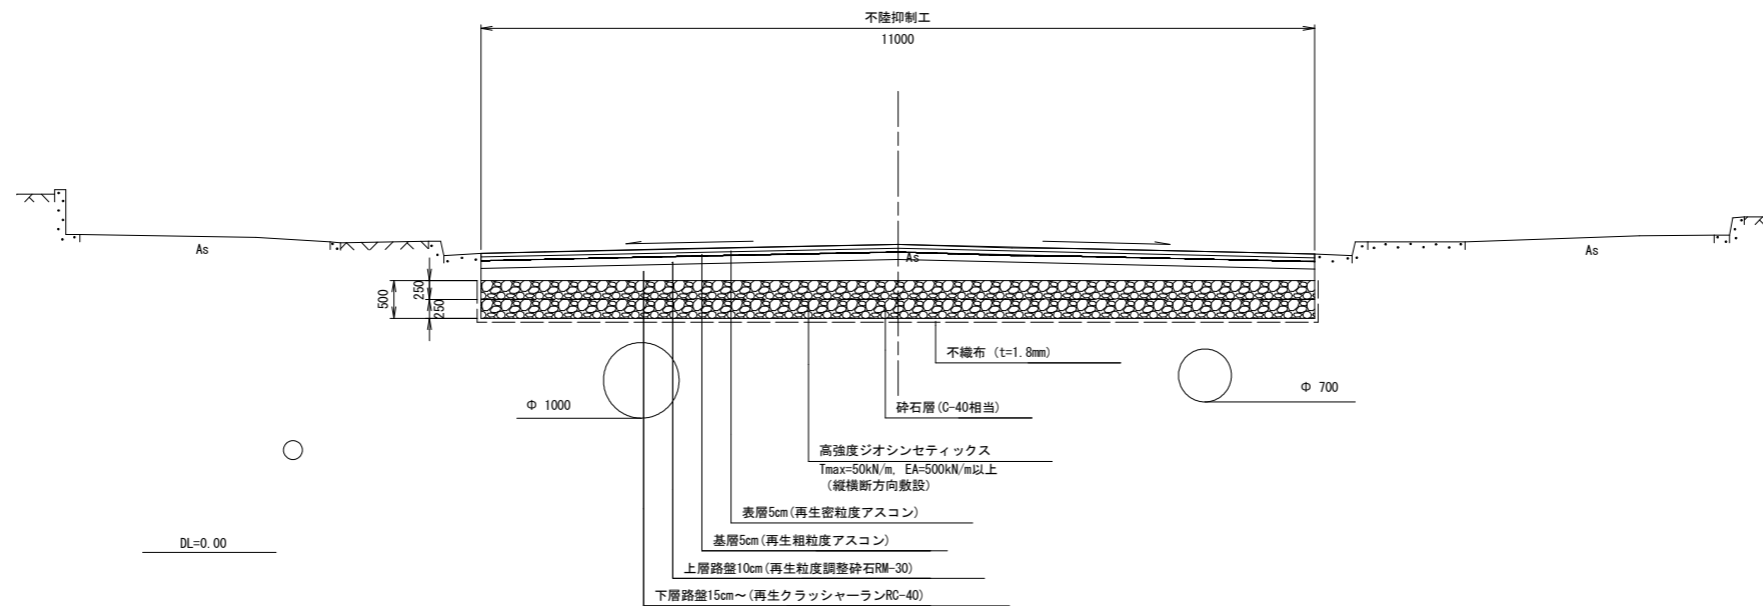 不陸抑制工
11000
As
As
As
500
250
250
不織布 (t=1.8mm)
Φ 1000
Φ 700
砕石層(C-40相当)
高強度ジオシンセティックス
Tmax=50kN/m, EA=500kN/m以上
(縦横断方向敷設)
表層5cm(再生密粒度アスコン)
基層5cm(再生粗粒度アスコン)
DL=0.00
上層路盤10cm(再生粒度調整砕石RM-30)
下層路盤15cm～(再生クラッシャーランRC-40)